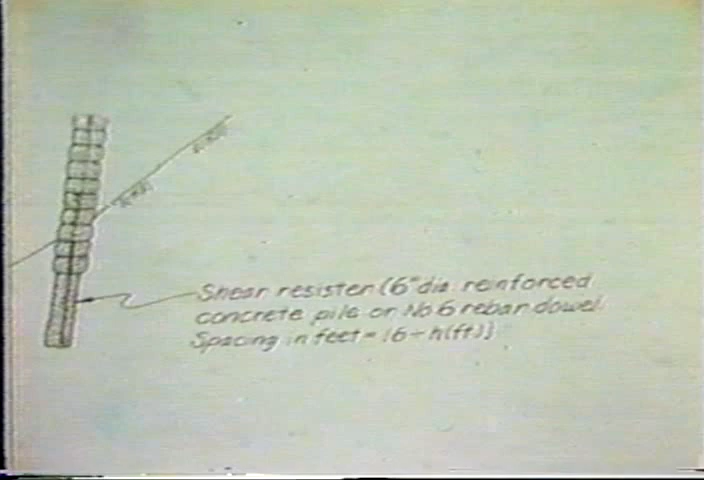 Shear resister (6" dia. reinforced
concrete pile or No 6 rebar dowel
Spacing in feet = 16 ÷ h(ft))